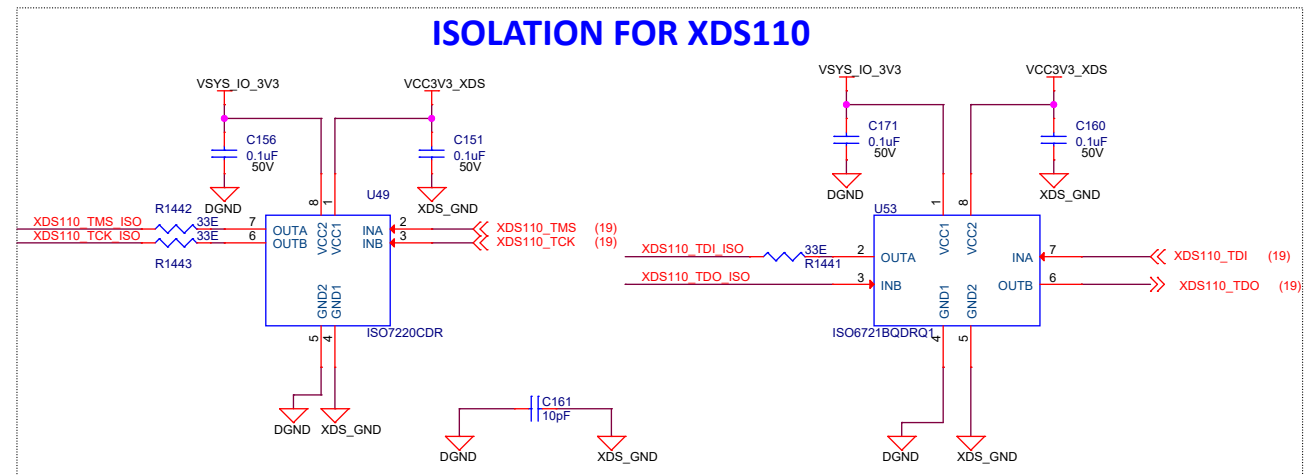 ISOLATION FOR XDS110
VSYS_IO_3V3
VCC3V3_XDS
C156
0.1uF
50V
C151
0.1uF
50V
DGND
XDS_GND
U49
8
1
XDS110_TMS_ISO
R1442
33E
7
XDS110_TCK_ISO
33E
6
R1443
OUTA
OUTB
VCC2
VCC1
INA
INB
2
3
XDS110_TMS (19)
XDS110_TCK (19)
GND2
GND1
ISO7220CDR
5
4
DGND
XDS_GND
C161
10pF
DGND
XDS_GND
VSYS_IO_3V3
VCC3V3_XDS
C171
0.1uF
50V
C160
0.1uF
50V
DGND
XDS_GND
U53
1
8
XDS110_TDI_ISO
33E
R1441
2
XDS110_TDO_ISO
3
OUTA
INB
VCC1
VCC2
INA
OUTB
7
6
XDS110_TDI (19)
XDS110_TDO (19)
GND1
GND2
ISO6721BQDRQ1
4
5
DGND
XDS_GND